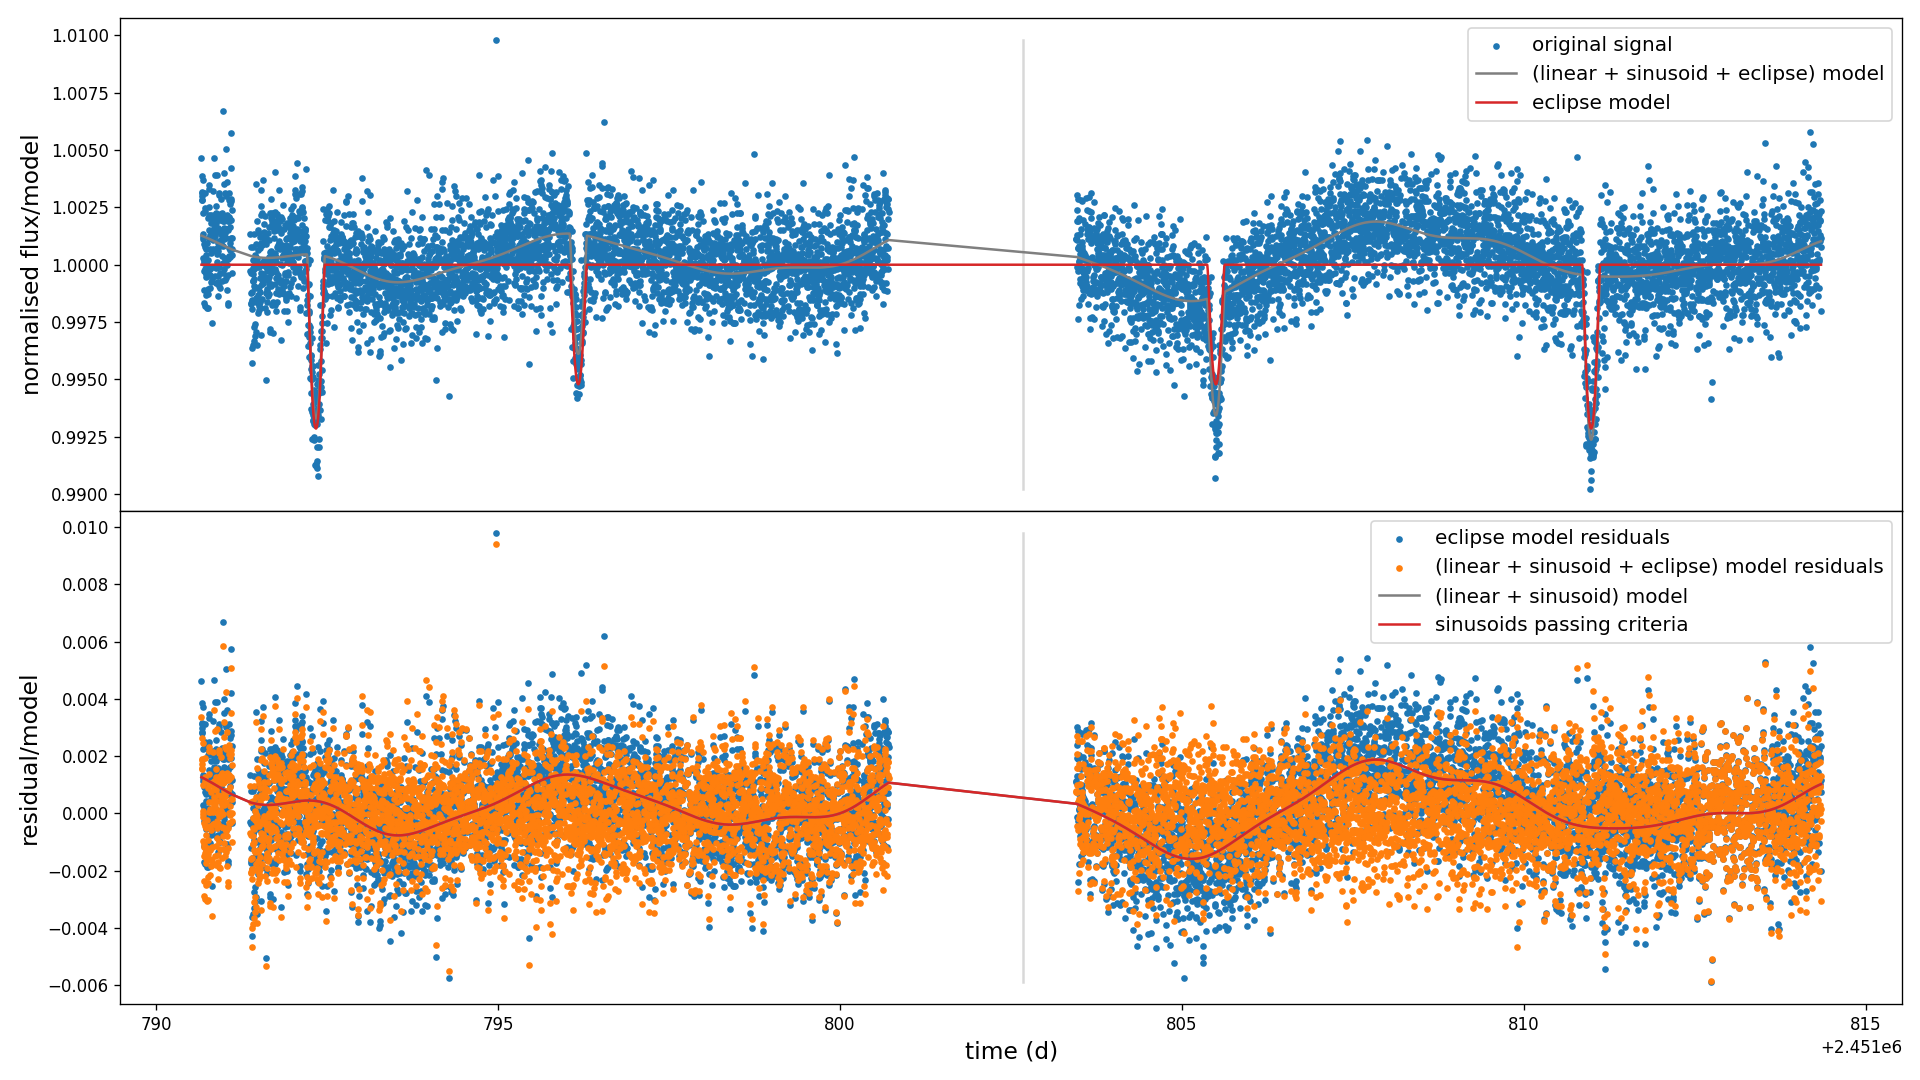 1.0100
1.0075
1.0050
1.0025
1.0000
0.9975
0.9950
0.9925
0.9900
normalised flux/model
original signal
(linear + sinusoid + eclipse) model
eclipse model
0.010
0.008
0.006
0.004
0.002
0.000
−0.002
−0.004
−0.006
residual/model
eclipse model residuals
(linear + sinusoid + eclipse) model residuals
(linear + sinusoid) model
sinusoids passing criteria
790 795 800 805 810 815
time (d)
+2.451e6